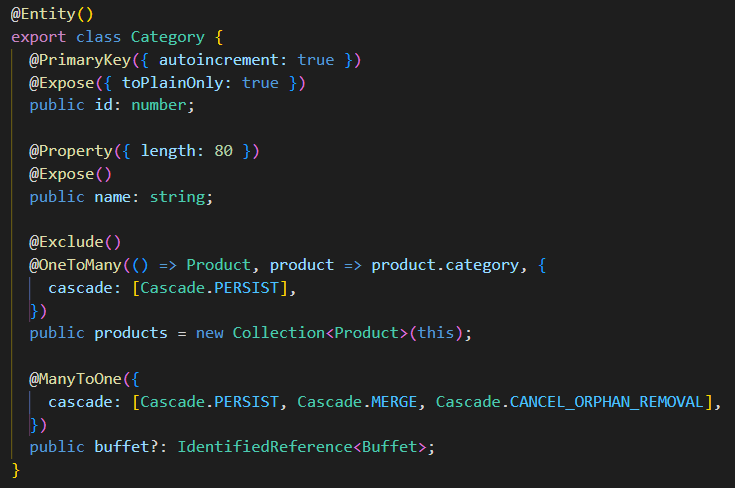 @Entity()
export class Category {
  @PrimaryKey({ autoincrement: true })
  @Expose({ toPlainOnly: true })
  public id: number;

  @Property({ length: 80 })
  @Expose()
  public name: string;

  @Exclude()
  @OneToMany(() => Product, product => product.category, {
    cascade: [Cascade.PERSIST],
  })
  public products = new Collection<Product>(this);

  @ManyToOne({
    cascade: [Cascade.PERSIST, Cascade.MERGE, Cascade.CANCEL_ORPHAN_REMOVAL],
  })
  public buffet?: IdentifiedReference<Buffet>;
}